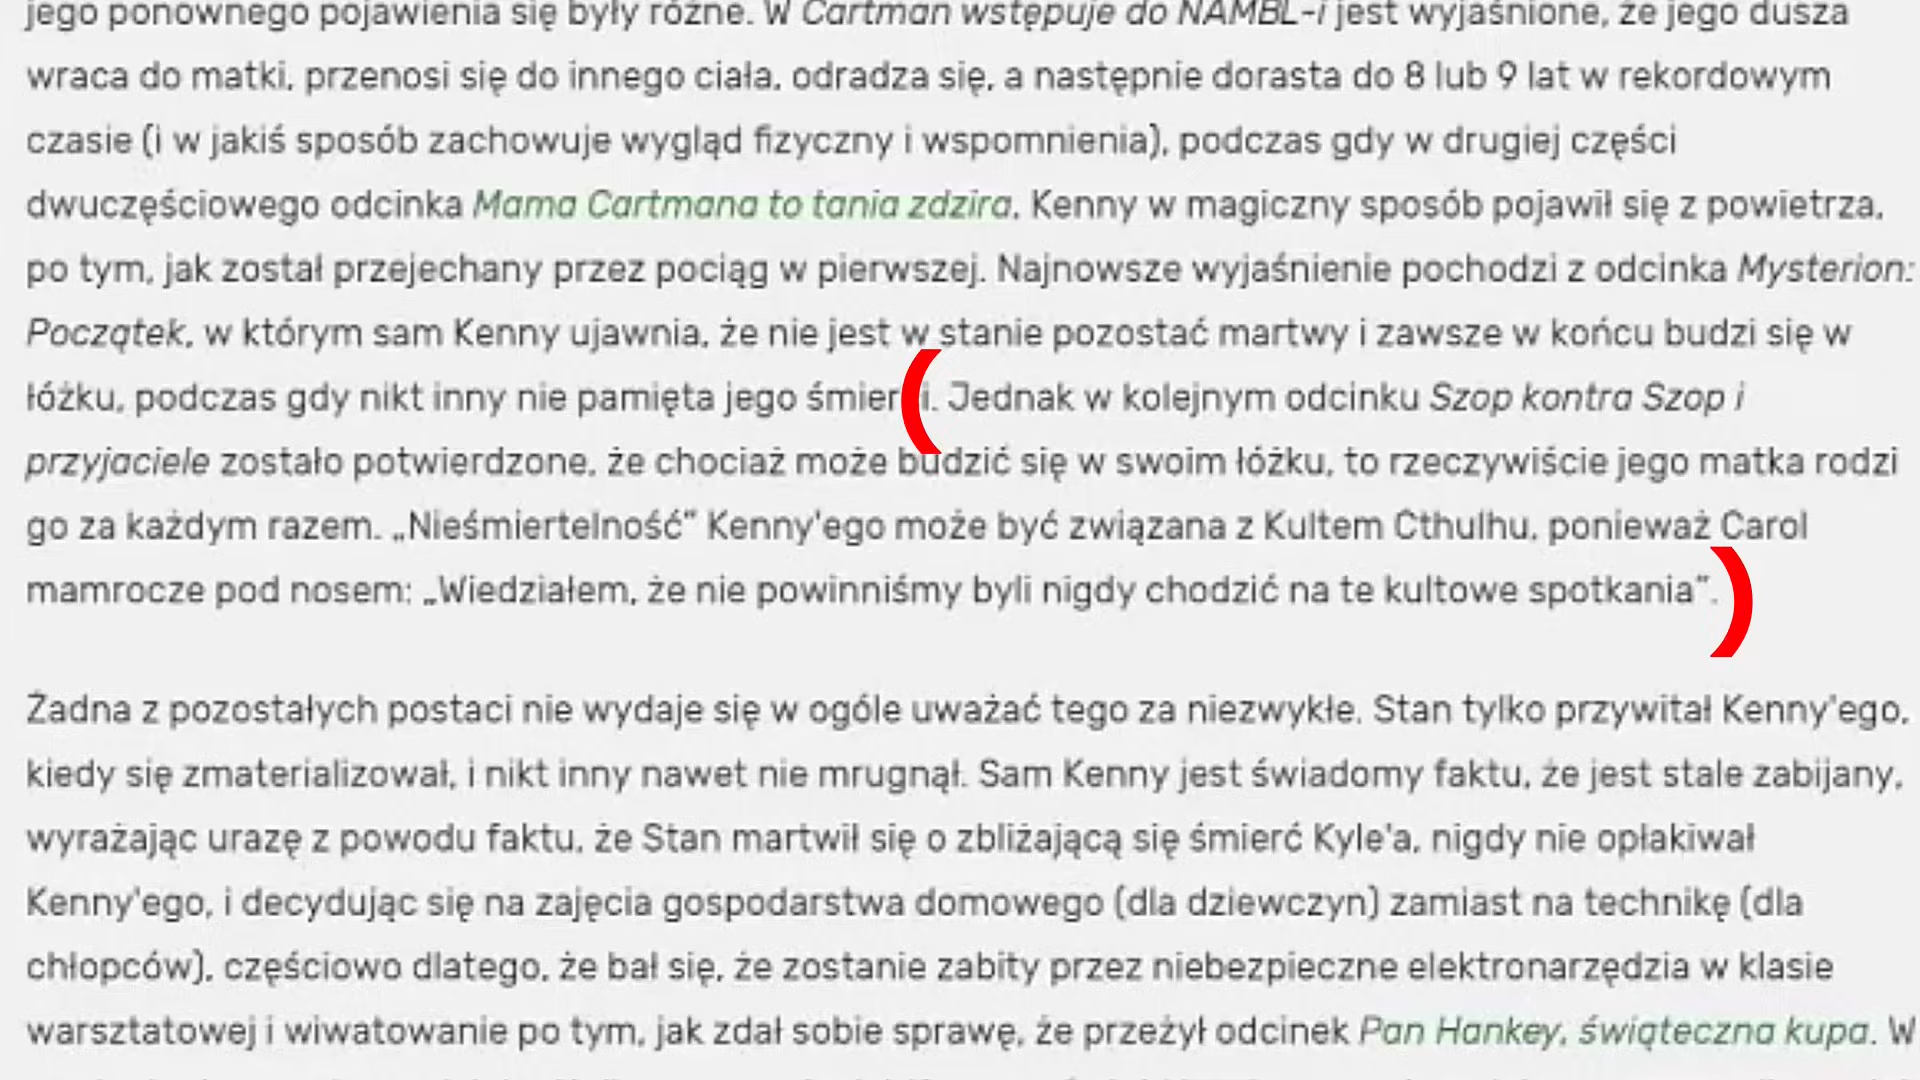 jego ponownego pojawienia się były różne. W Cartman wstępuje do NAMBL-i jest wyjaśnione, że jego dusza
wraca do matki, przenosi się do innego ciała, odradza się, a następnie dorasta do 8 lub 9 lat w rekordowym
czasie (i w jakiś sposób zachowuje wygląd fizyczny i wspomnienia), podczas gdy w drugiej części
dwuczęściowego odcinka Mama Cartmana to tania zdzira, Kenny w magiczny sposób pojawił się z powietrza,
po tym, jak został przejechany przez pociąg w pierwszej. Najnowsze wyjaśnienie pochodzi z odcinka Mysterion:
Początek, w którym sam Kenny ujawnia, że nie jest w stanie pozostać martwy i zawsze w końcu budzi się w
łóżku, podczas gdy nikt inny nie pamięta jego śmierci. Jednak w kolejnym odcinku Szop kontra Szop i
przyjaciele zostało potwierdzone, że chociaż może budzić się w swoim łóżku, to rzeczywiście jego matka rodzi
go za każdym razem. „Nieśmiertelność” Kenny'ego może być związana z Kultem Cthulhu, ponieważ Carol
mamrocze pod nosem: „Wiedziałem, że nie powinniśmy byli nigdy chodzić na te kultowe spotkania”.
Żadna z pozostałych postaci nie wydaje się w ogóle uważać tego za niezwykłe. Stan tylko przywitał Kenny'ego,
kiedy się zmaterializował, i nikt inny nawet nie mrugnął. Sam Kenny jest świadomy faktu, że jest stale zabijany,
wyrażając urazę z powodu faktu, że Stan martwił się o zbliżającą się śmierć Kyle'a, nigdy nie opłakiwał
Kenny'ego, i decydując się na zajęcia gospodarstwa domowego (dla dziewczyn) zamiast na technikę (dla
chłopców), częściowo dlatego, że bał się, że zostanie zabity przez niebezpieczne elektronarzędzia w klasie
warsztatowej i wiwatowanie po tym, jak zdał sobie sprawę, że przeżył odcinek Pan Hankey, świąteczna kupa. W